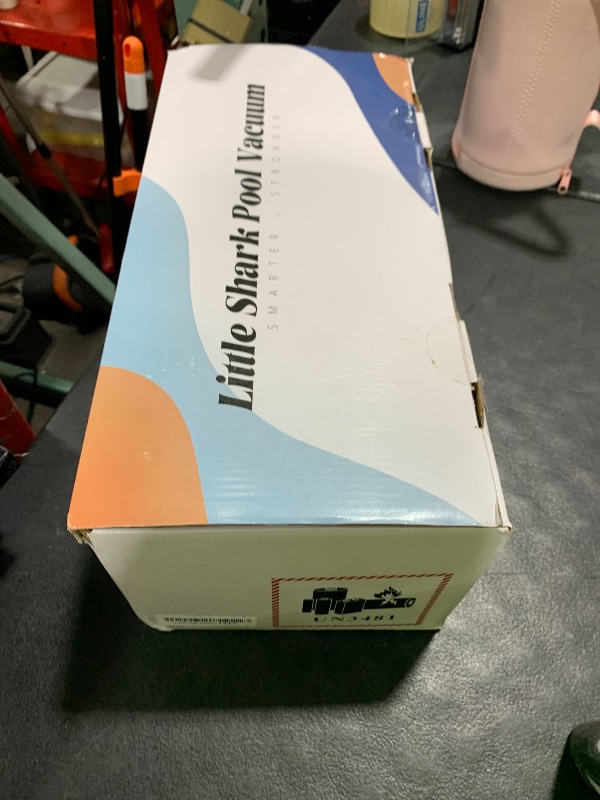 Little Shark Pool Vacuum
SMARTER . STRONGER
UN3481